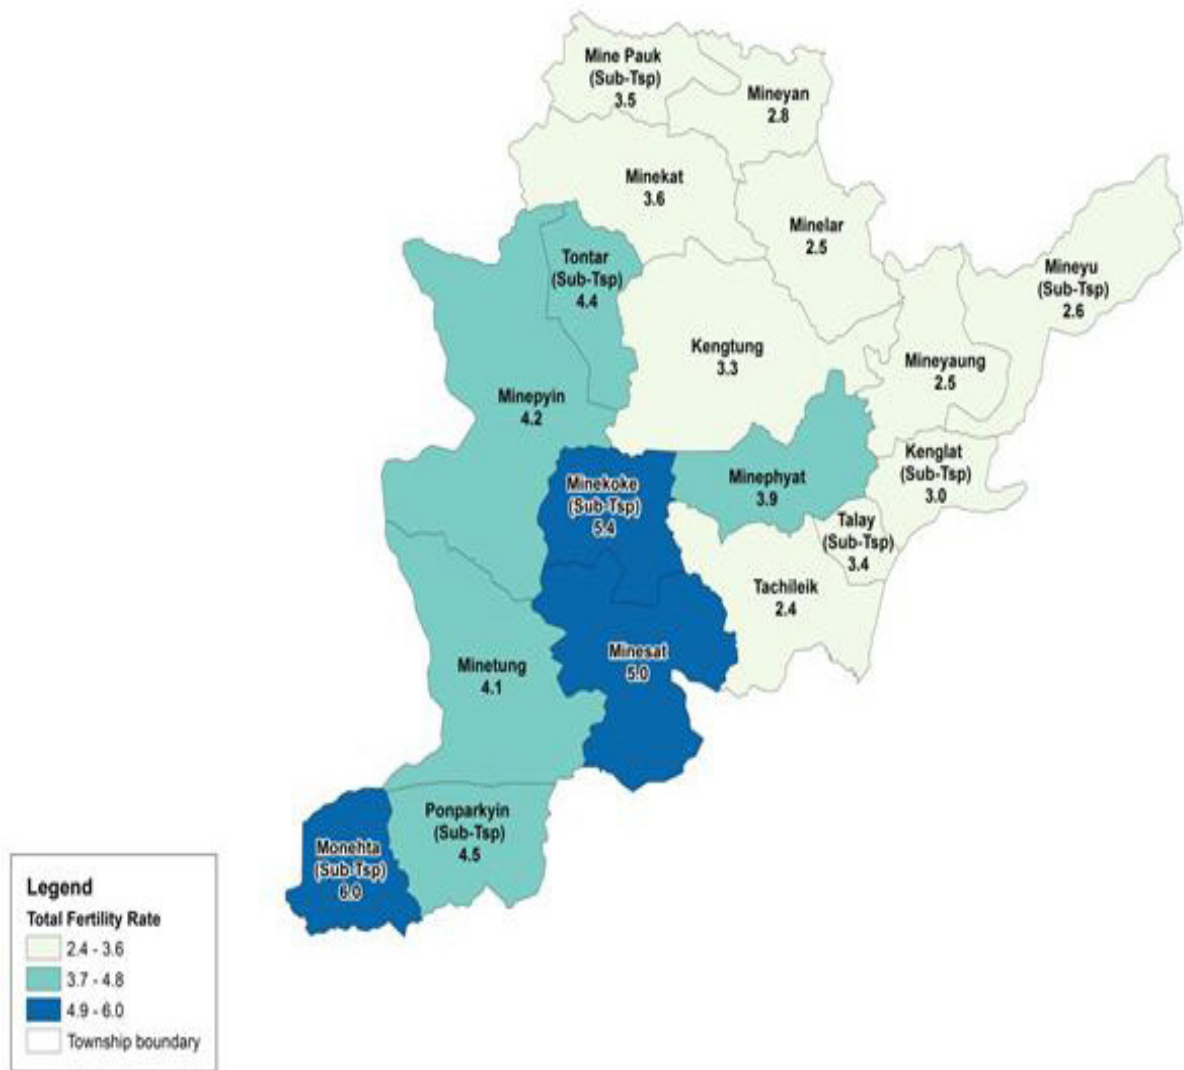 Mine Pauk
(Sub-Tsp)
3.5
Mineyan
2.8
Minekat
3.6
Minelar
2.5
Tontar
(Sub-Tsp)
4.4
Mineyu
(Sub-Tsp)
2.6
Kengtung
3.3
Mineyaung
2.5
Minepyin
4.2
Kenglat
(Sub-Tsp)
3.0
Minekoke
(Sub-Tsp)
5.4
Minephyat
3.9
Talay
(Sub-Tsp)
3.4
Tachileik
2.4
Minesat
5.0
Minetung
4.1
Ponparkyin
(Sub-Tsp)
4.5
Monehta
(Sub-Tsp)
6.0
Legend
Total Fertility Rate
2.4 - 3.6
3.7 - 4.8
4.9 - 6.0
Township boundary